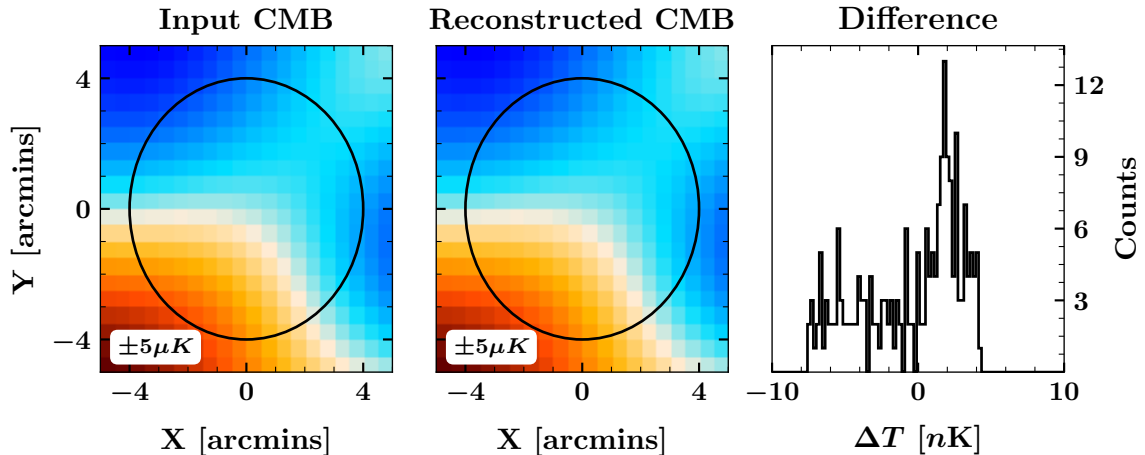 Input CMB
Reconstructed CMB
Difference
Y [arcmins]
4
0
−4
±5μK
−4
0
4
X [arcmins]
±5μK
−4
0
4
X [arcmins]
12
9
6
3
Counts
−10
0
10
ΔT [nK]